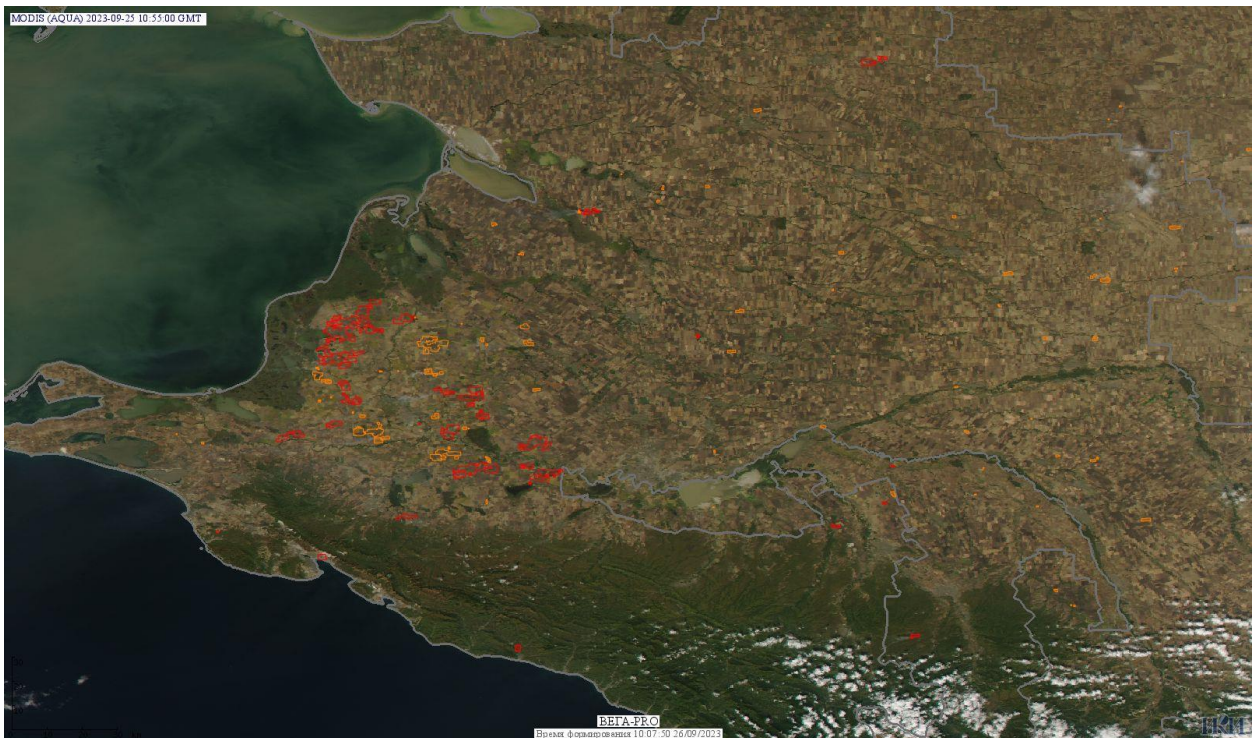 MODIS (AQUA) 2023-09-25 10:55:00 GMT
ВЕГА-PRO
Время формирования 10:07:50 26/09/2023
ИКИ